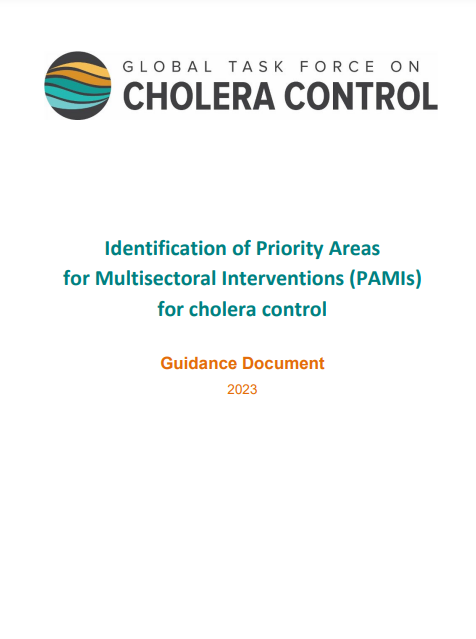 GLOBAL TASK FORCE ON
CHOLERA CONTROL
Identification of Priority Areas
for Multisectoral Interventions (PAMIs)
for cholera control
Guidance Document
2023